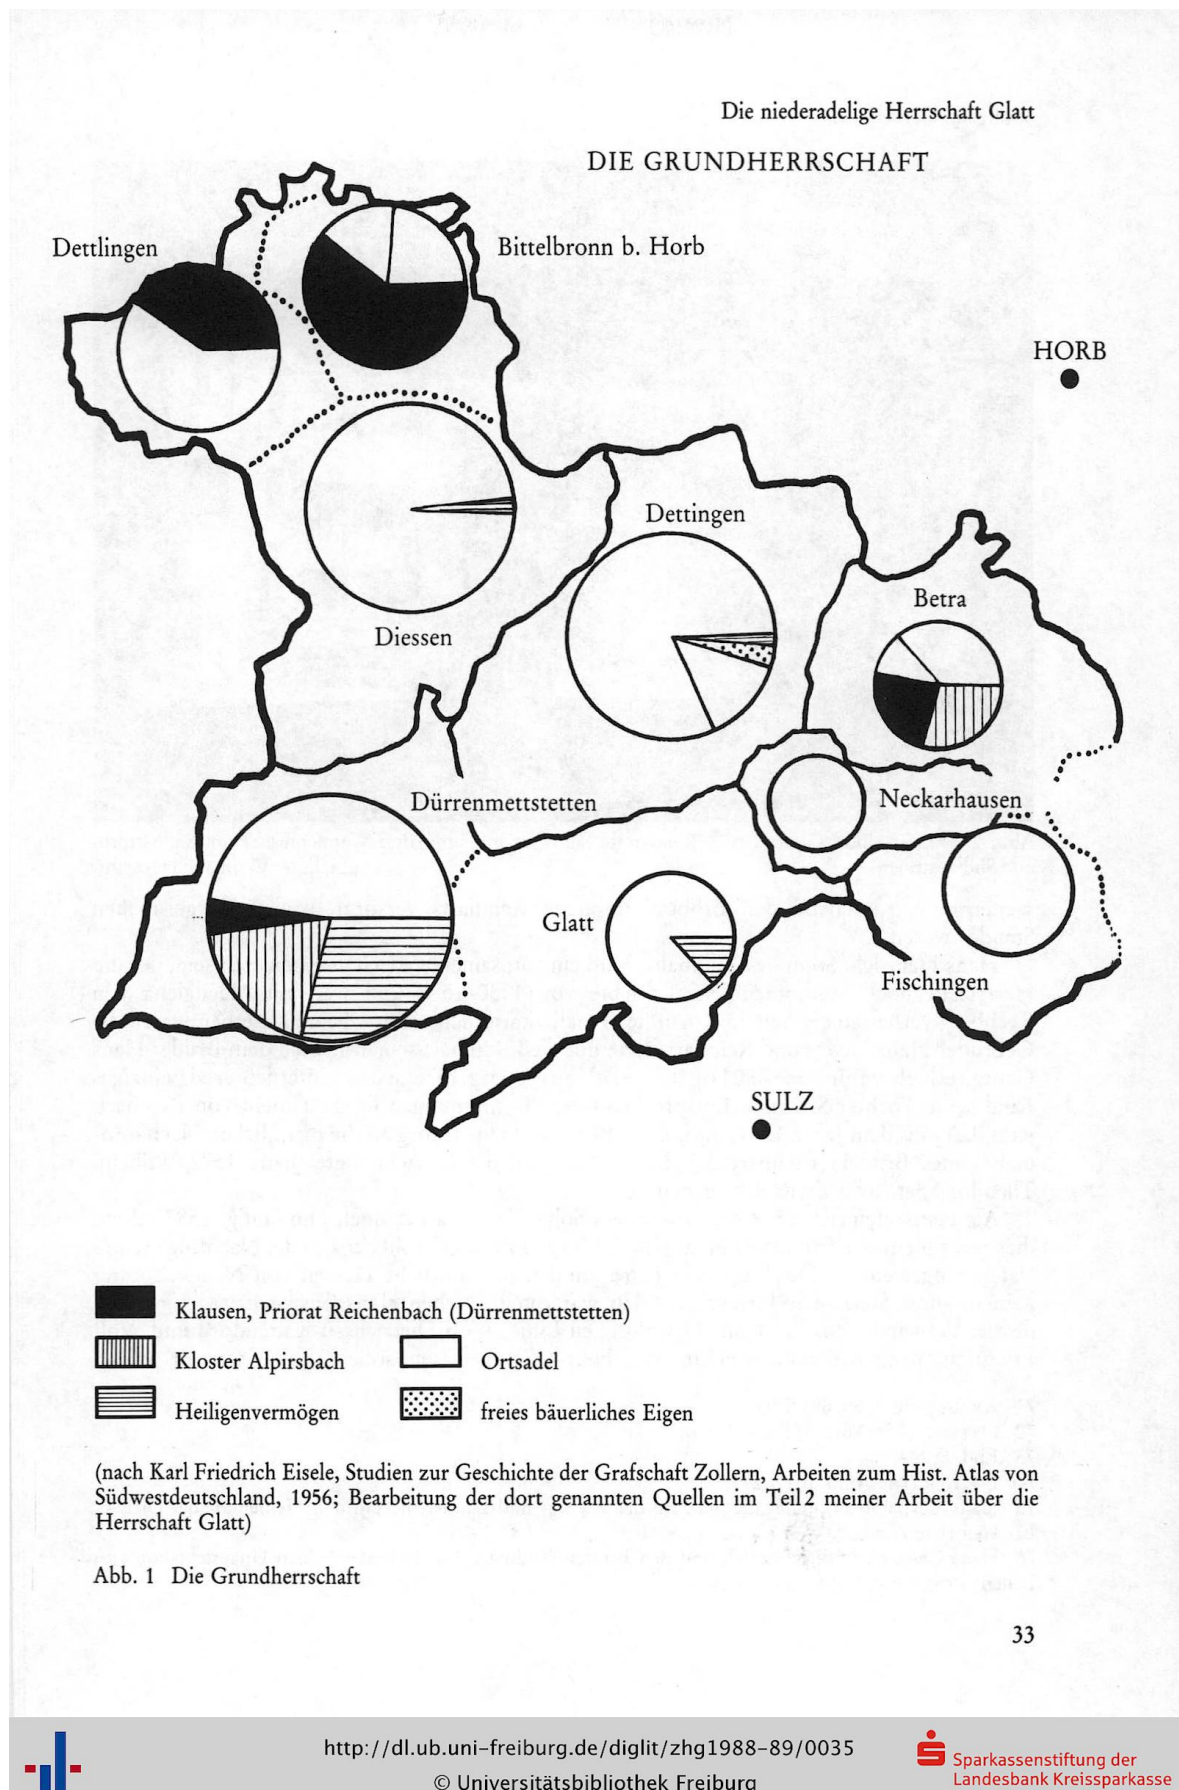 Die niederadelige Herrschaft Glatt
DIE GRUNDHERRSCHAFT
Dettlingen
Bittelbronn b. Horb
HORB
Dettingen
Betra
Diessen
Dürrenmettstetten
Neckarhausen
Glatt
Fischingen
SULZ
Klausen, Priorat Reichenbach (Dürrenmettstetten)
Kloster Alpirsbach
Ortsadel
Heiligenvermögen
freies bäuerliches Eigen
(nach Karl Friedrich Eisele, Studien zur Geschichte der Grafschaft Zollern, Arbeiten zum Hist. Atlas von
Südwestdeutschland, 1956; Bearbeitung der dort genannten Quellen im Teil 2 meiner Arbeit über die
Herrschaft Glatt)
Abb. 1 Die Grundherrschaft
33
http://dl.ub.uni-freiburg.de/diglit/zhg1988-89/0035
© Universitätsbibliothek Freiburg
Sparkassenstiftung der
Landesbank Kreissparkasse